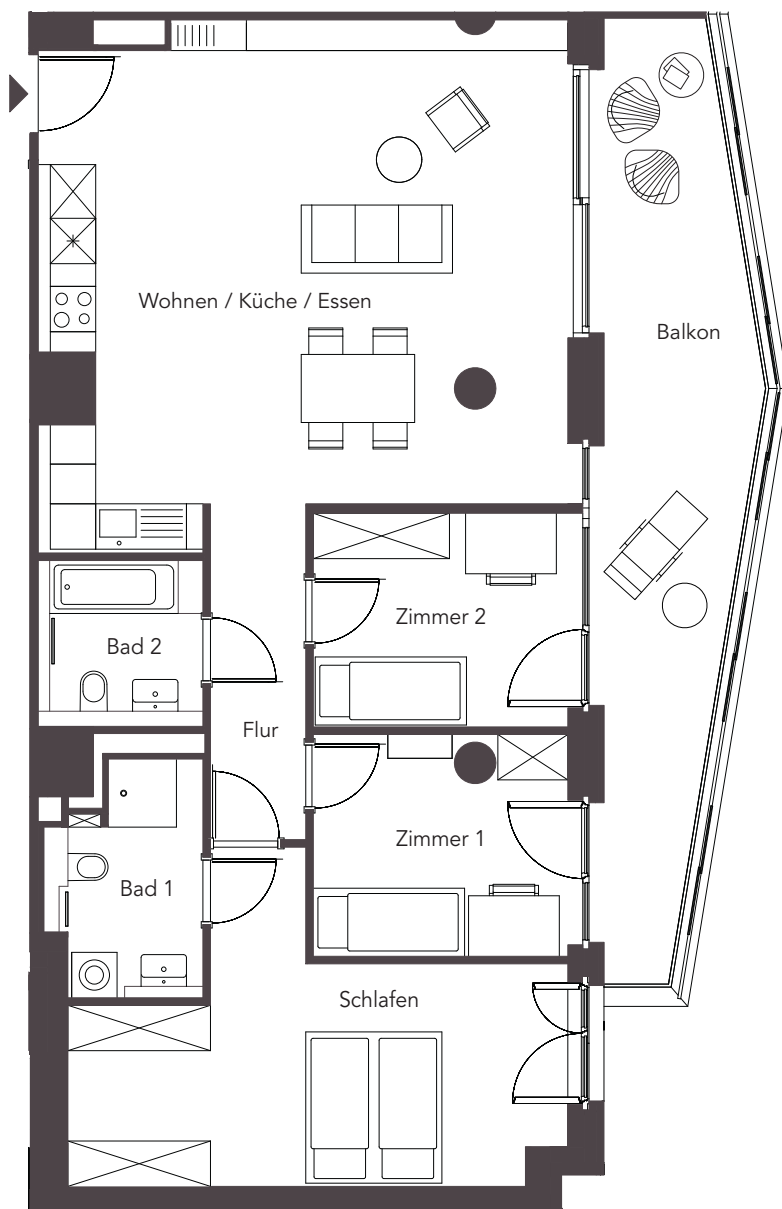 Wohnen / Küche / Essen
Balkon
Zimmer 2
Bad 2
Flur
Zimmer 1
Bad 1
Schlafen